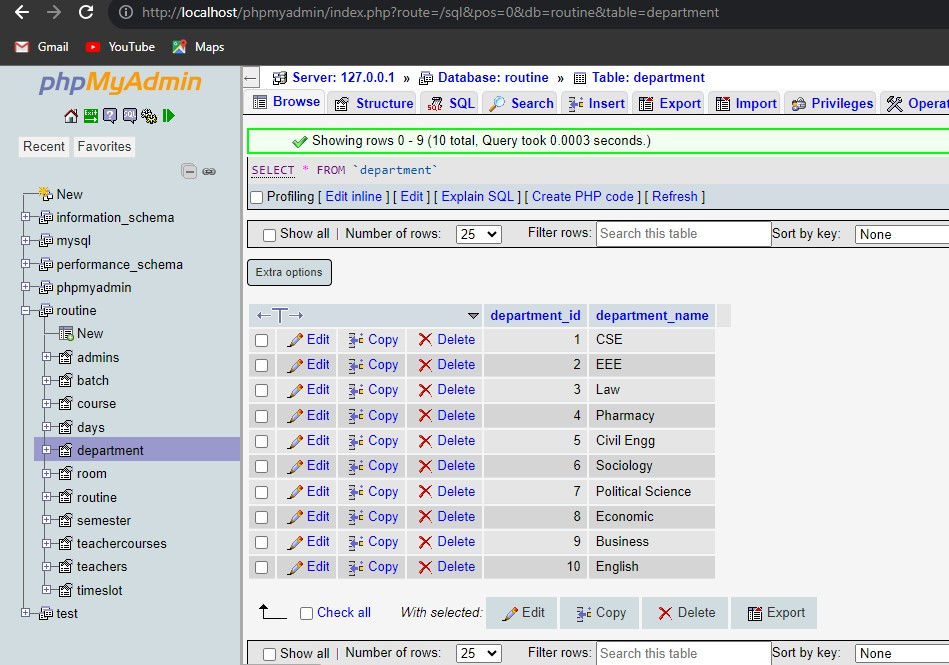 http://localhost/phpmyadmin/index.php?route=/sql&pos=0&db=routine&table=department
Gmail YouTube Maps
phpMyAdmin
Recent Favorites
New
information_schema
mysql
performance_schema
phpmyadmin
routine
New
admins
batch
course
days
department
room
routine
semester
teachercourses
teachers
timeslot
test
Server: 127.0.0.1 » Database: routine » Table: department
Browse Structure SQL Search Insert Export Import Privileges Operat
Showing rows 0 - 9 (10 total, Query took 0.0003 seconds.)
SELECT * FROM `department`
Profiling [ Edit inline ] [ Edit ] [ Explain SQL ] [ Create PHP code ] [ Refresh ]
Show all | Number of rows: 25 Filter rows: Search this table Sort by key: None
Extra options
←T→ department_id department_name
Edit Copy Delete 1 CSE
Edit Copy Delete 2 EEE
Edit Copy Delete 3 Law
Edit Copy Delete 4 Pharmacy
Edit Copy Delete 5 Civil Engg
Edit Copy Delete 6 Sociology
Edit Copy Delete 7 Political Science
Edit Copy Delete 8 Economic
Edit Copy Delete 9 Business
Edit Copy Delete 10 English
Check all With selected: Edit Copy Delete Export
Show all | Number of rows: 25 Filter rows: Search this table Sort by key: None